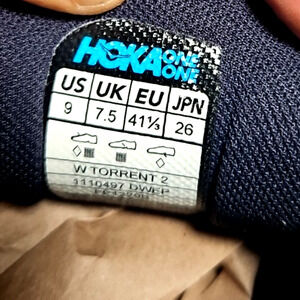 HOKA ONE ONE
US UK EU JPN
9 7.5 41⅓ 26
W TORRENT 2
1110497 DWEP